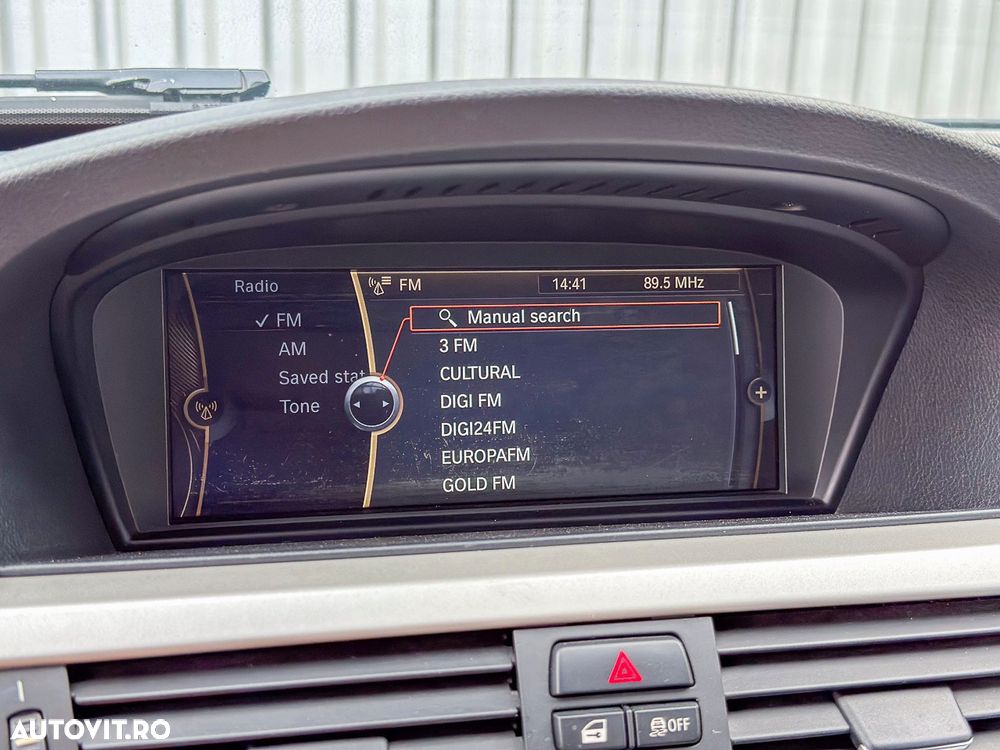 Radio
FM 14:41 89.5 MHz
FM
AM
Saved stat
Tone
Manual search
3 FM
CULTURAL
DIGI FM
DIGI24FM
EUROPAFM
GOLD FM
OFF
AUTOVIT.RO